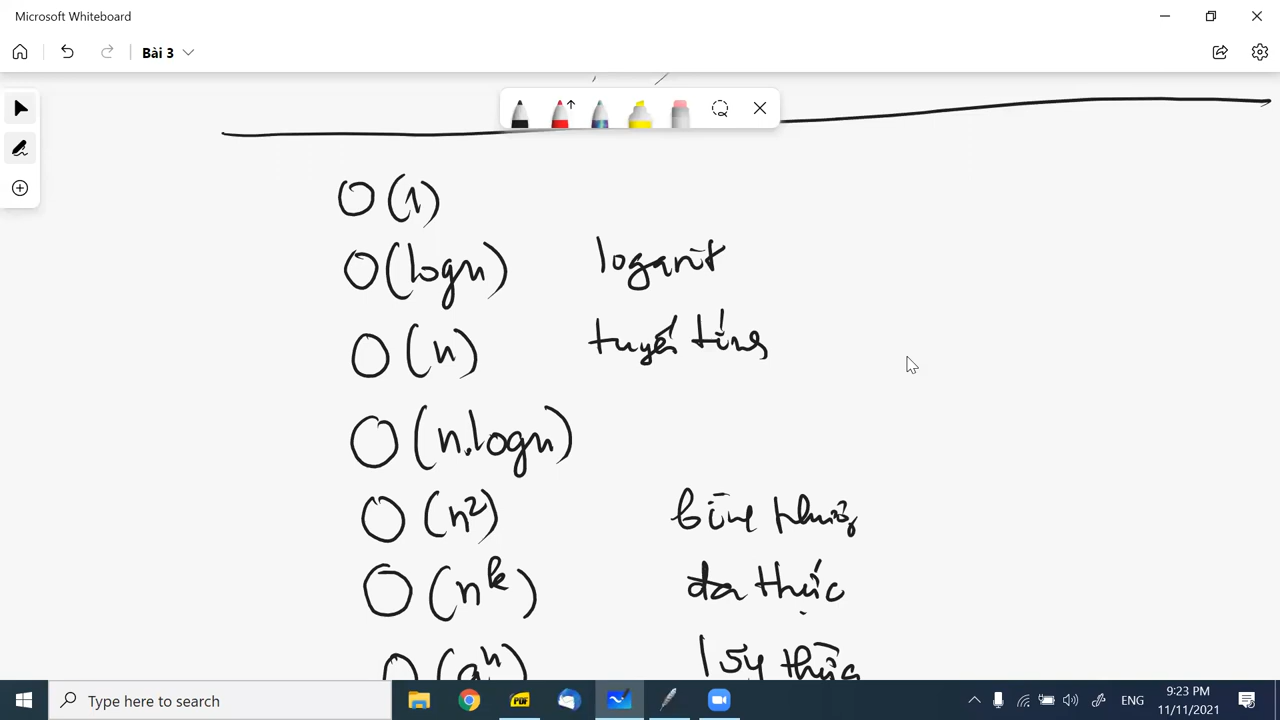 Microsoft Whiteboard
Bài 3
O(1)
O(logn) logarit
O(n) tuyến tính
O(n.logn)
O(n²) bình phương
O(n^k) đa thức
O(a^n) lũy thừa
Type here to search
PDF
ENG
9:23 PM
11/11/2021